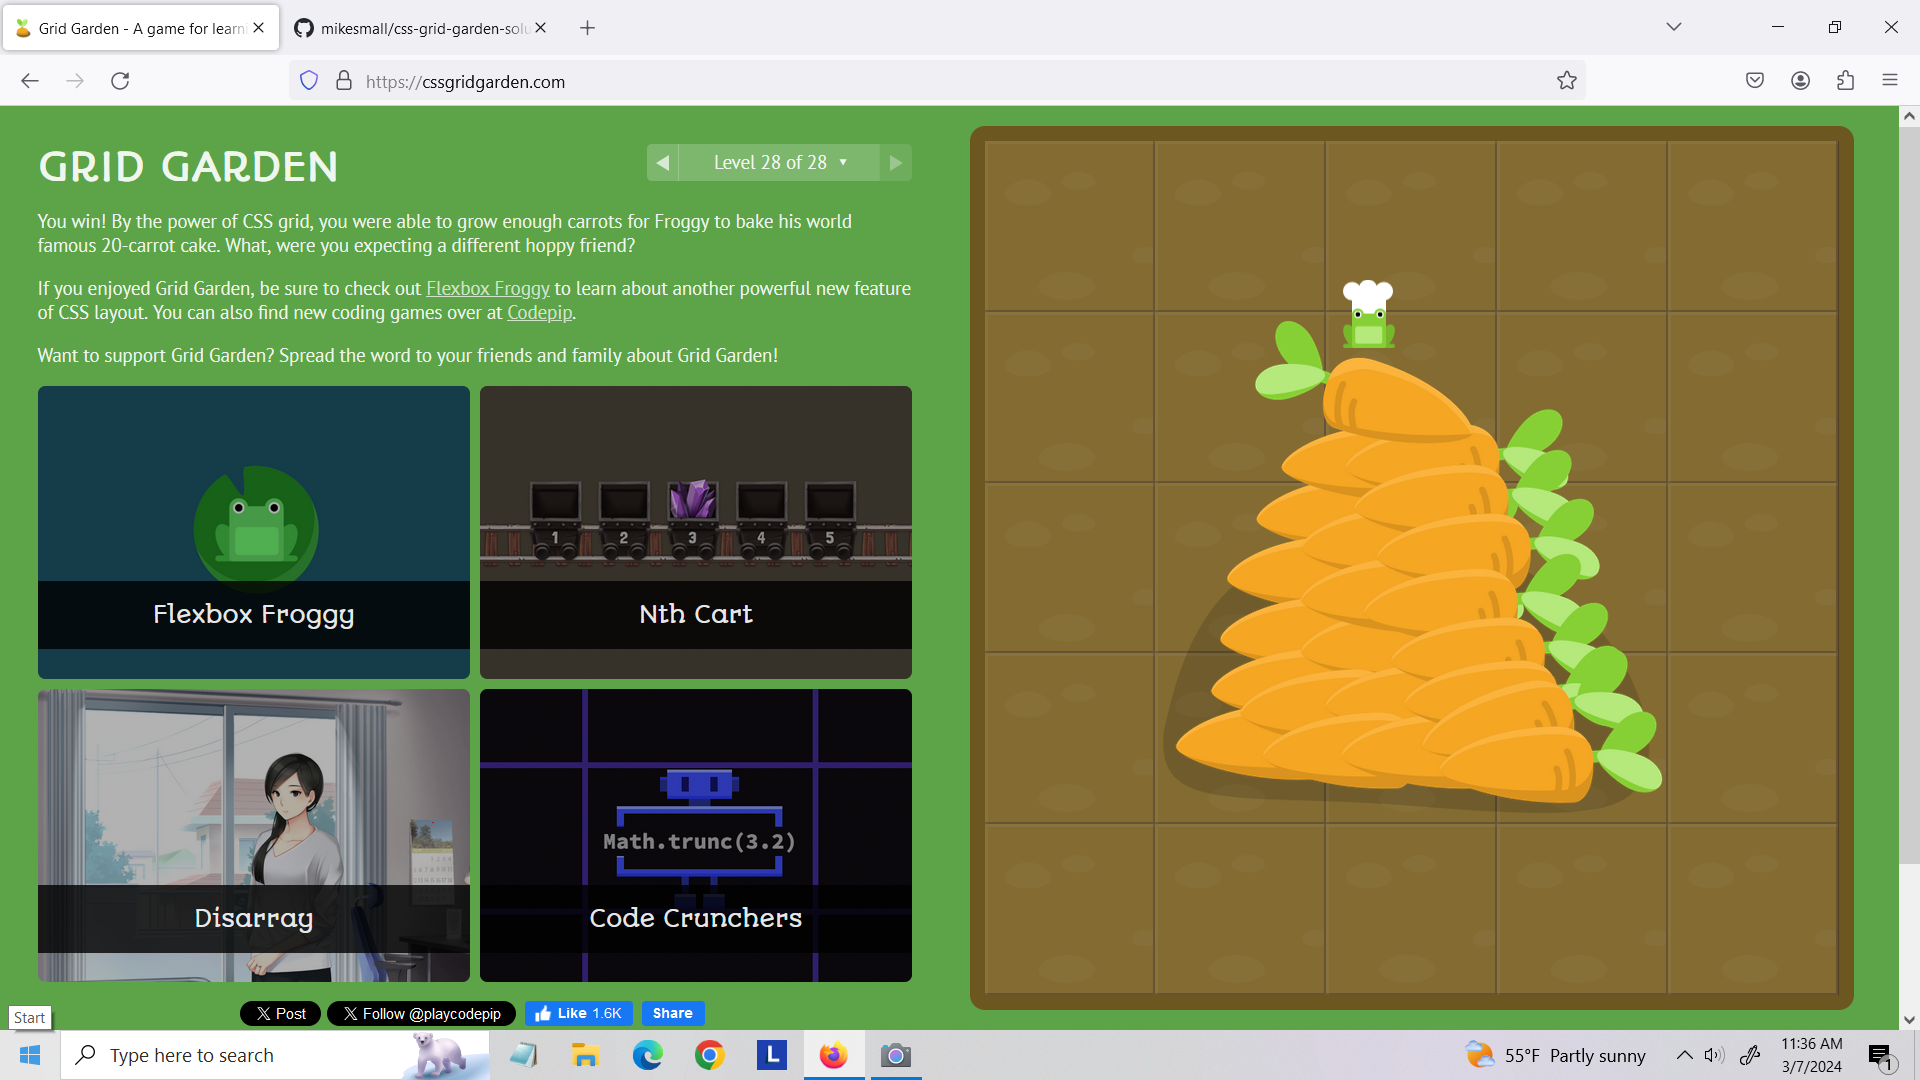 Grid Garden - A game for learni
mikesmall/css-grid-garden-solu
https://cssgridgarden.com
GRID GARDEN
Level 28 of 28
You win! By the power of CSS grid, you were able to grow enough carrots for Froggy to bake his world
famous 20-carrot cake. What, were you expecting a different hoppy friend?
If you enjoyed Grid Garden, be sure to check out Flexbox Froggy to learn about another powerful new feature
of CSS layout. You can also find new coding games over at Codepip.
Want to support Grid Garden? Spread the word to your friends and family about Grid Garden!
1 2 3 4 5
Flexbox Froggy
Nth Cart
Math.trunc(3.2)
Disarray
Code Crunchers
Post
Follow @playcodepip
Like 1.6K
Share
Start
Type here to search
L
55°F Partly sunny
11:36 AM
3/7/2024
1